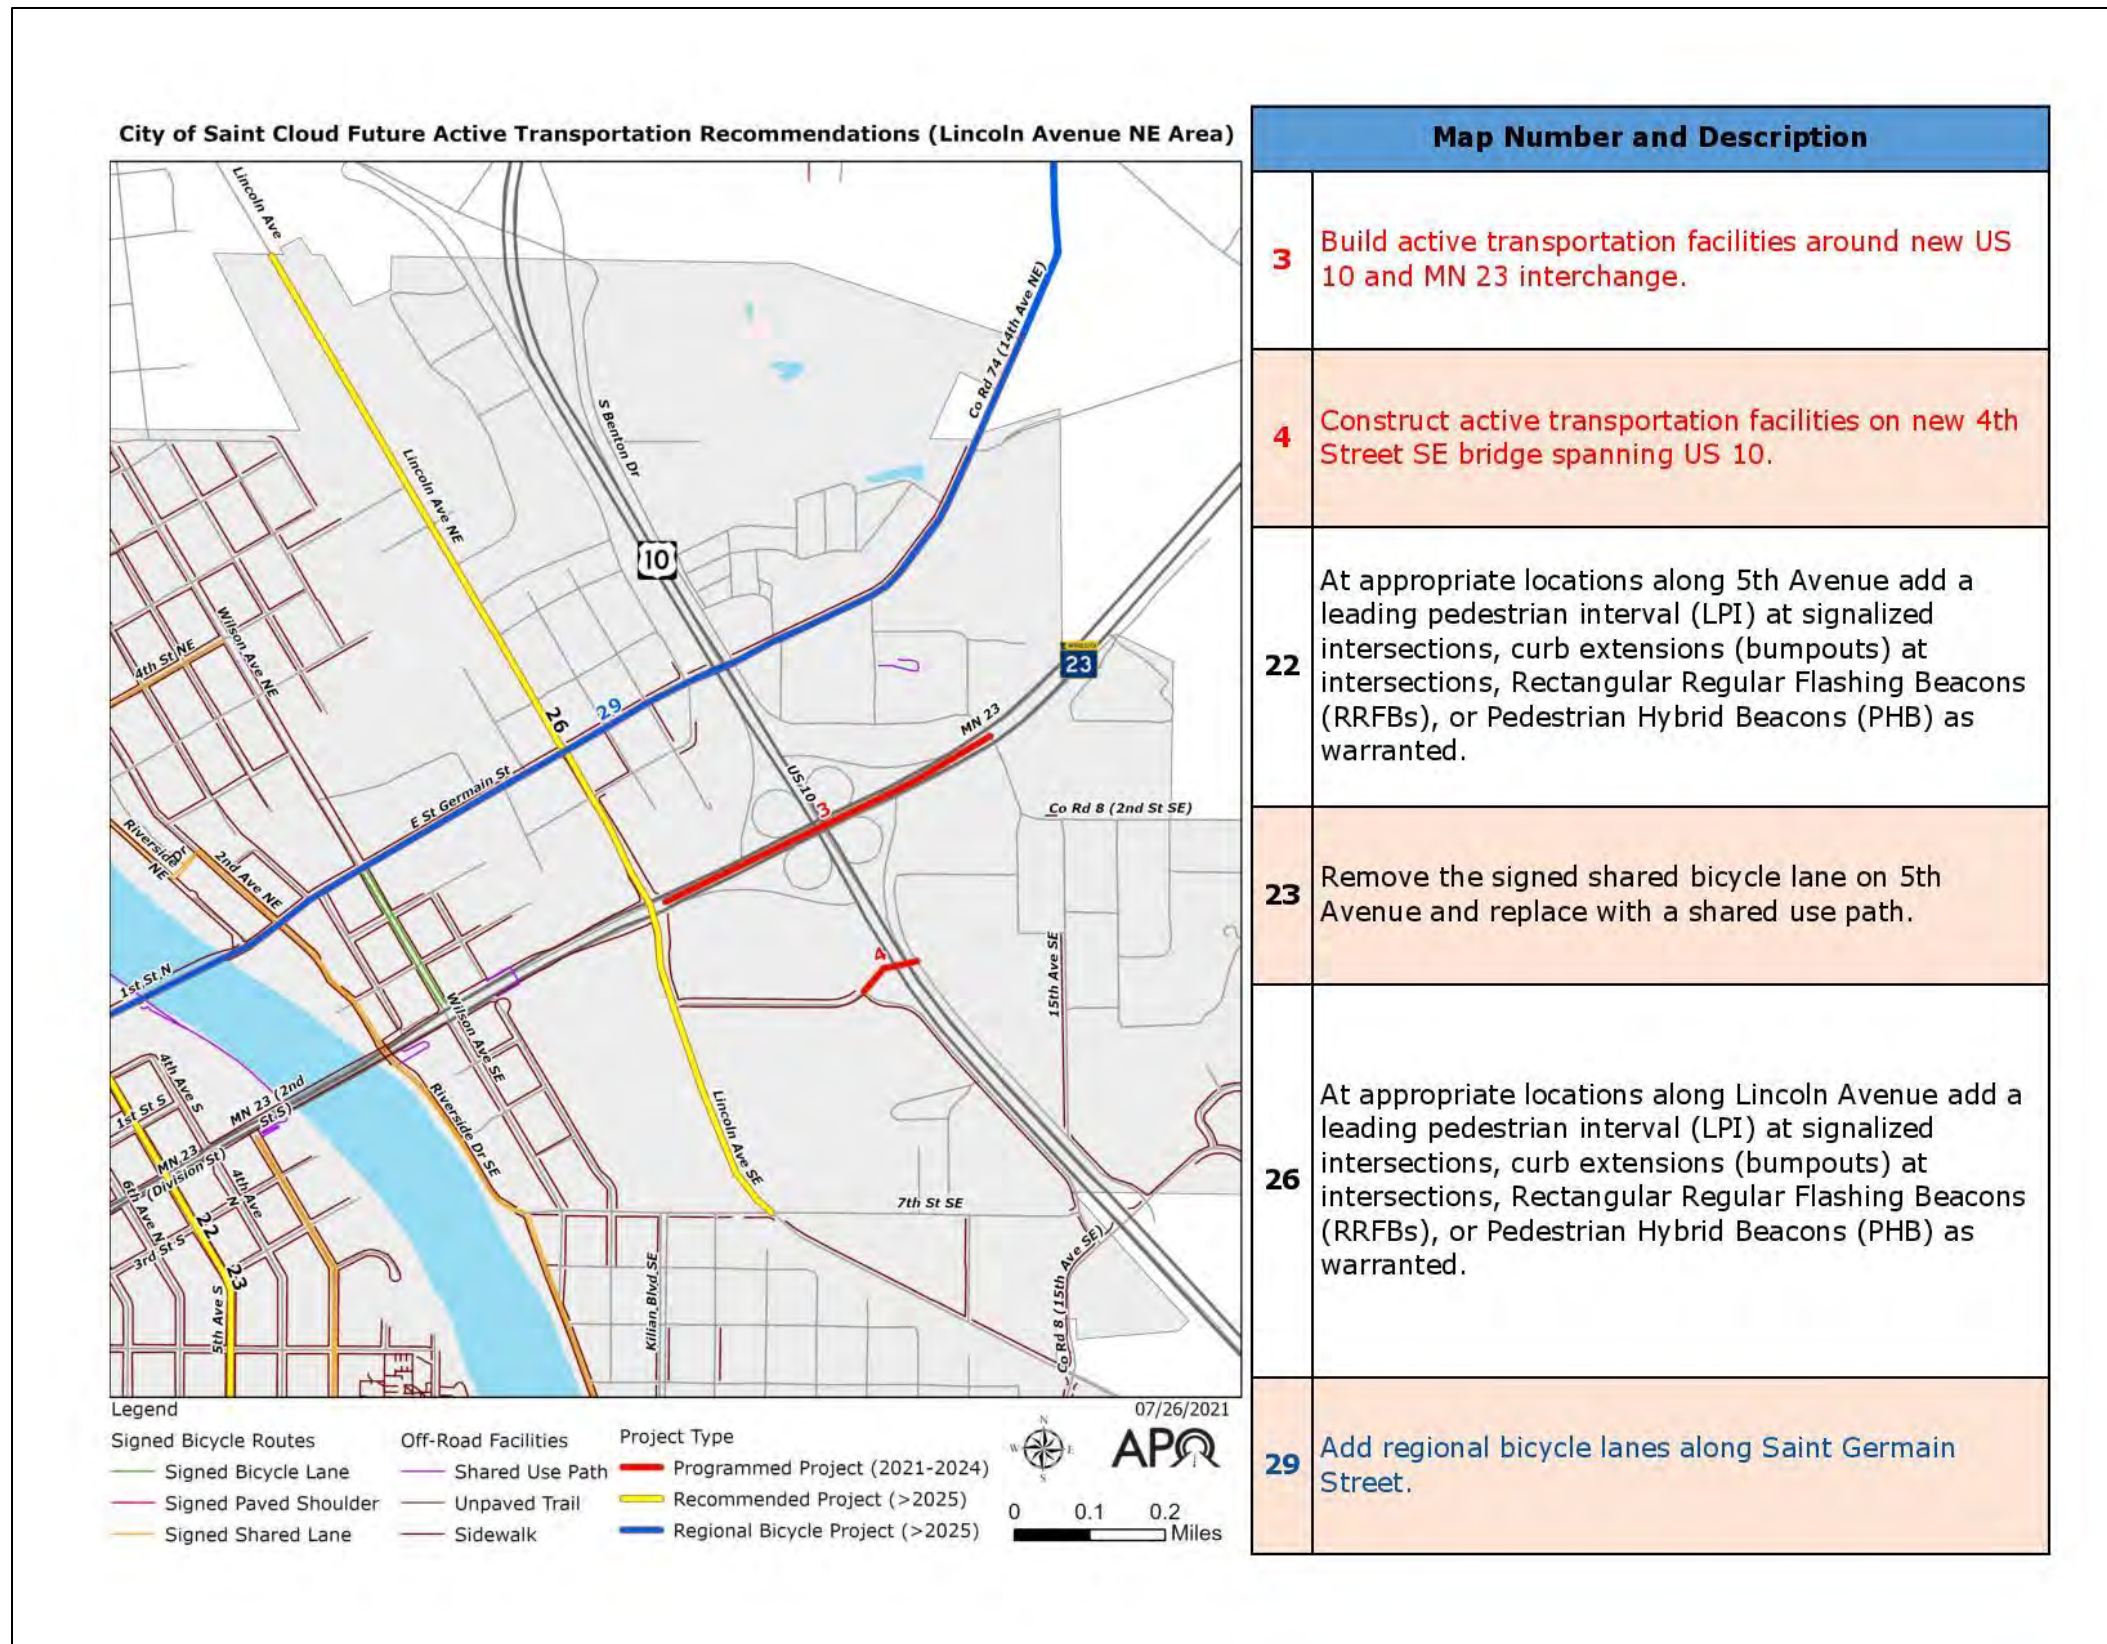 City of Saint Cloud Future Active Transportation Recommendations (Lincoln Avenue NE Area)
Lincoln Ave
Co Rd 74 (14th Ave NE)
S Benton Dr
Lincoln Ave NE
10
Wilson Ave NE
4th St NE
23
26
29
MN 23
US 10
3
E St Germain St
Co Rd 8 (2nd St SE)
Riverside
Dr
NE
2nd Ave NE
4
15th Ave SE
1st St N
Wilson Ave SE
4th Ave S
MN 23 (2nd
St S)
1st St S
Riverside Dr SE
Lincoln Ave SE
MN 23
(Division St)
4th Ave
N
6th Ave N
7th St SE
22
3rd St S
23
5th Ave S
Kilian Blvd SE
Co Rd 8 (15th Ave SE)
Legend
07/26/2021
Signed Bicycle Routes
Signed Bicycle Lane
Signed Paved Shoulder
Signed Shared Lane
Off-Road Facilities
Shared Use Path
Unpaved Trail
Sidewalk
Project Type
Programmed Project (2021-2024)
Recommended Project (>2025)
Regional Bicycle Project (>2025)
N
W E
S
APO
0 0.1 0.2
Miles
Map Number and Description
3
Build active transportation facilities around new US
10 and MN 23 interchange.
4
Construct active transportation facilities on new 4th
Street SE bridge spanning US 10.
22
At appropriate locations along 5th Avenue add a
leading pedestrian interval (LPI) at signalized
intersections, curb extensions (bumpouts) at
intersections, Rectangular Regular Flashing Beacons
(RRFBs), or Pedestrian Hybrid Beacons (PHB) as
warranted.
23
Remove the signed shared bicycle lane on 5th
Avenue and replace with a shared use path.
26
At appropriate locations along Lincoln Avenue add a
leading pedestrian interval (LPI) at signalized
intersections, curb extensions (bumpouts) at
intersections, Rectangular Regular Flashing Beacons
(RRFBs), or Pedestrian Hybrid Beacons (PHB) as
warranted.
29
Add regional bicycle lanes along Saint Germain
Street.